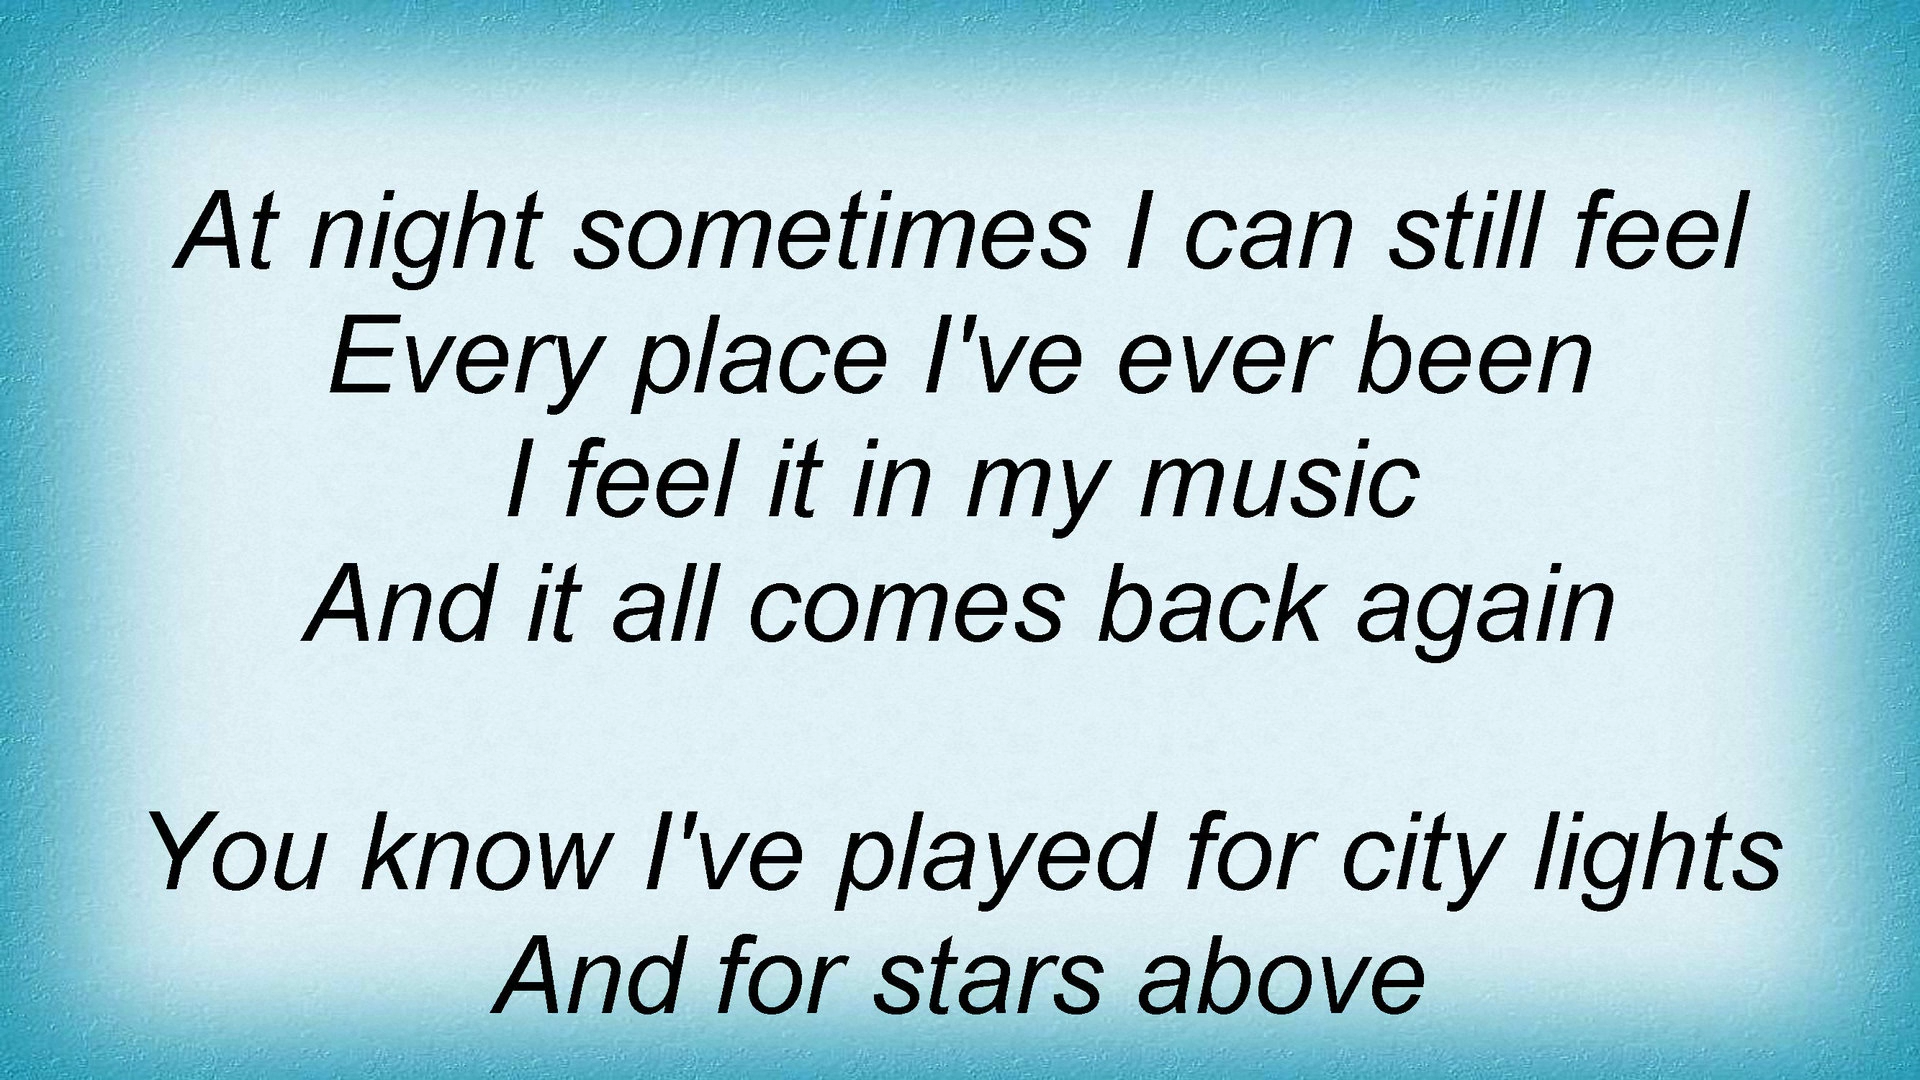 At night sometimes I can still feel
Every place I've ever been
I feel it in my music
And it all comes back again
You know I've played for city lights
And for stars above